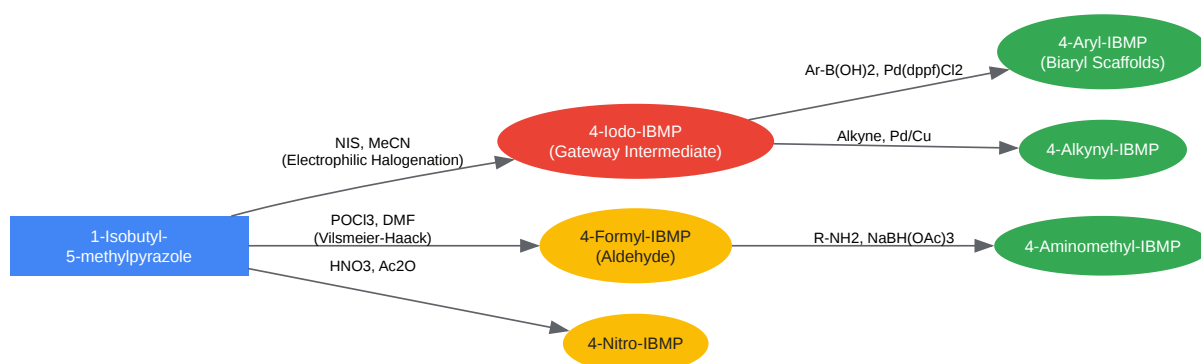 4-Aryl-IBMP
(Biaryl Scaffolds)
Ar-B(OH)2, Pd(dppf)Cl2
4-Iodo-IBMP
(Gateway Intermediate)
Alkyne, Pd/Cu
4-Alkynyl-IBMP
NIS, MeCN
(Electrophilic Halogenation)
1-Isobutyl-
5-methylpyrazole
POCl3, DMF
(Vilsmeier-Haack)
4-Formyl-IBMP
(Aldehyde)
R-NH2, NaBH(OAc)3
4-Aminomethyl-IBMP
HNO3, Ac2O
4-Nitro-IBMP